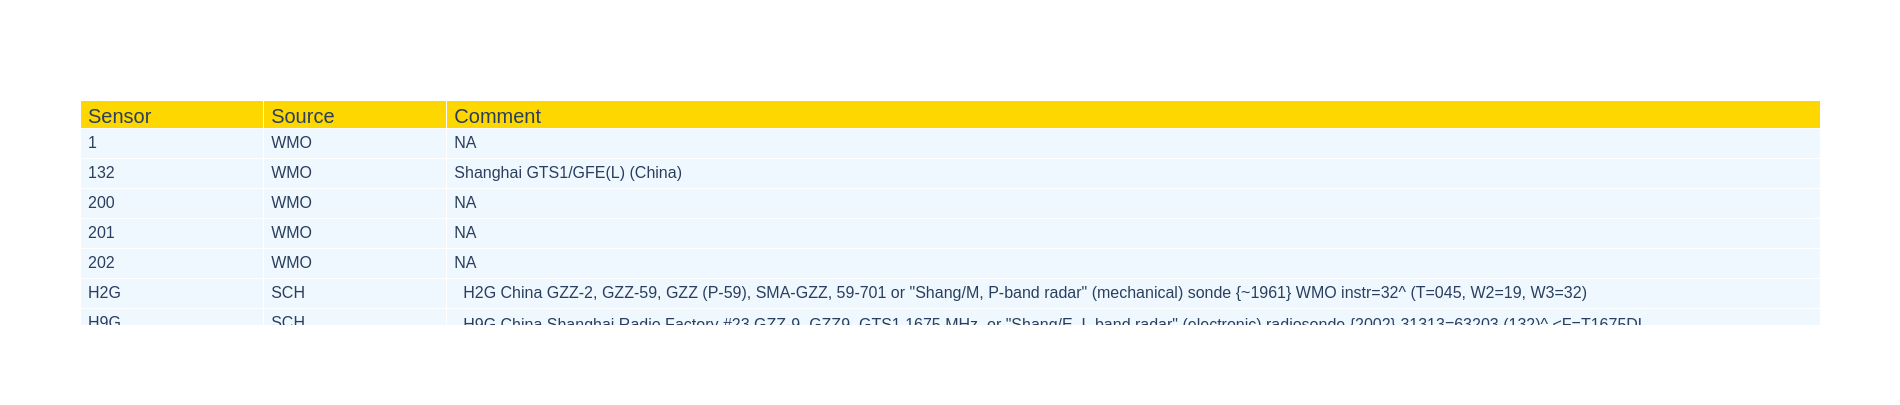 Sensor Source Comment
1 WMO NA
132 WMO Shanghai GTS1/GFE(L) (China)
200 WMO NA
201 WMO NA
202 WMO NA
H2G SCH H2G China GZZ-2, GZZ-59, GZZ (P-59), SMA-GZZ, 59-701 or "Shang/M, P-band radar" (mechanical) sonde {~1961} WMO instr=32^ (T=045, W2=19, W3=32)
H9G SCH H9G China Shanghai Radio Factory #23 GZZ-9, GZZ9, GTS1 1675 MHz, or "Shang/E, L-band radar" (electronic) radiosonde {2002} 31313=63203 (132)^ <F=T1675DL